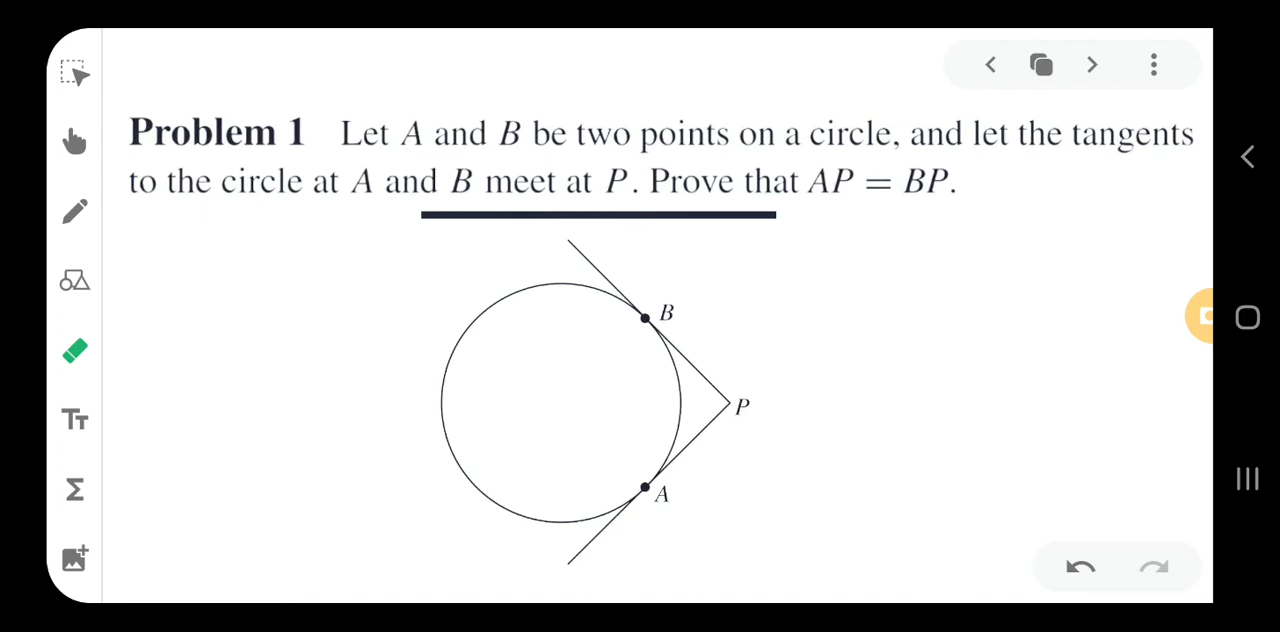 Problem 1 Let A and B be two points on a circle, and let the tangents
to the circle at A and B meet at P. Prove that AP = BP.
B
P
A
TT
Σ